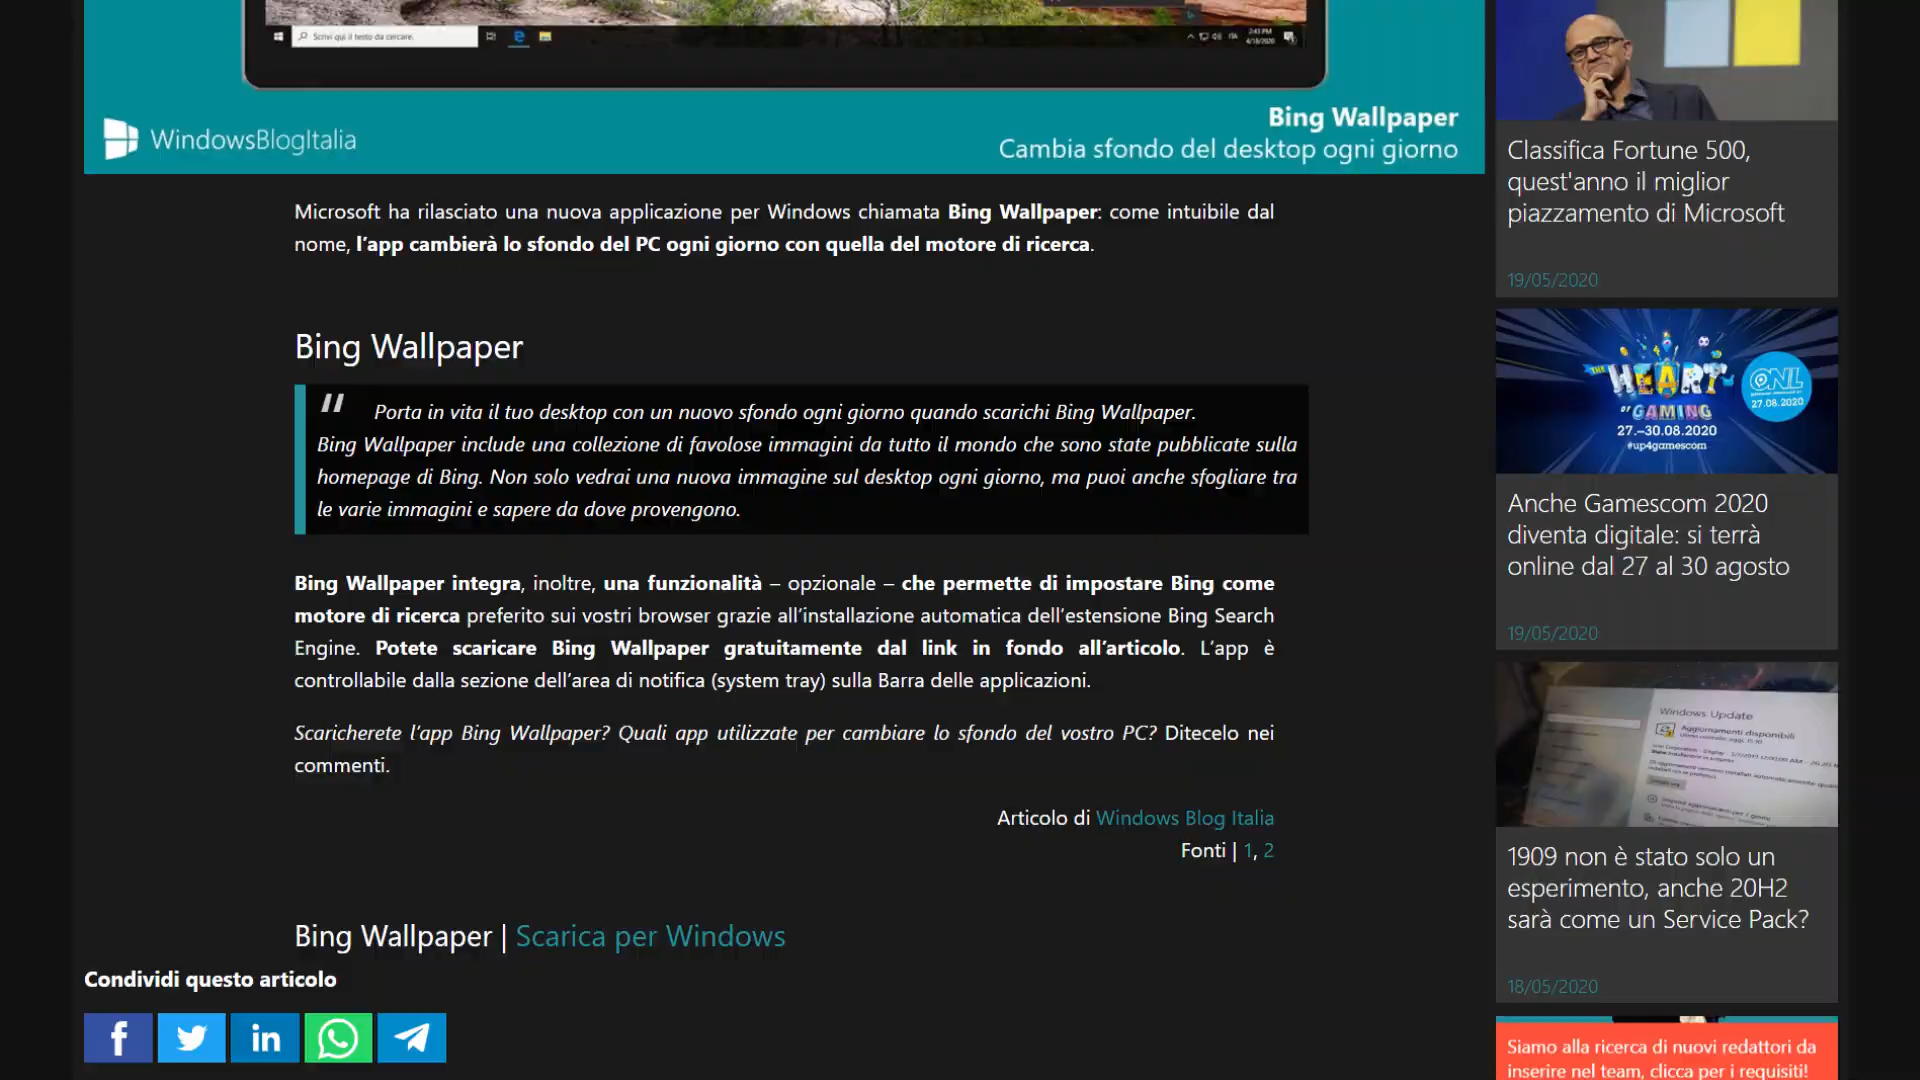 Scrivi qui il testo da cercare.
2:43 PM
4/18/2020
WindowsBlogItalia
Bing Wallpaper
Cambia sfondo del desktop ogni giorno
Microsoft ha rilasciato una nuova applicazione per Windows chiamata Bing Wallpaper: come intuibile dal
nome, l’app cambierà lo sfondo del PC ogni giorno con quella del motore di ricerca.
Bing Wallpaper
" Porta in vita il tuo desktop con un nuovo sfondo ogni giorno quando scarichi Bing Wallpaper.
Bing Wallpaper include una collezione di favolose immagini da tutto il mondo che sono state pubblicate sulla
homepage di Bing. Non solo vedrai una nuova immagine sul desktop ogni giorno, ma puoi anche sfogliare tra
le varie immagini e sapere da dove provengono.
Bing Wallpaper integra, inoltre, una funzionalità – opzionale – che permette di impostare Bing come
motore di ricerca preferito sui vostri browser grazie all’installazione automatica dell’estensione Bing Search
Engine. Potete scaricare Bing Wallpaper gratuitamente dal link in fondo all’articolo. L’app è
controllabile dalla sezione dell’area di notifica (system tray) sulla Barra delle applicazioni.
Scaricherete l’app Bing Wallpaper? Quali app utilizzate per cambiare lo sfondo del vostro PC? Ditecelo nei
commenti.
Articolo di Windows Blog Italia
Fonti | 1, 2
Bing Wallpaper | Scarica per Windows
Condividi questo articolo
Classifica Fortune 500,
quest'anno il miglior
piazzamento di Microsoft
19/05/2020
THE
HEART
OF GAMING
27.–30.08.2020
#up4gamescom
ONL
27.08.2020
Anche Gamescom 2020
diventa digitale: si terrà
online dal 27 al 30 agosto
19/05/2020
Windows Update
Aggiornamenti disponibili
1909 non è stato solo un
esperimento, anche 20H2
sarà come un Service Pack?
18/05/2020
Siamo alla ricerca di nuovi redattori da
inserire nel team, clicca per i requisiti!